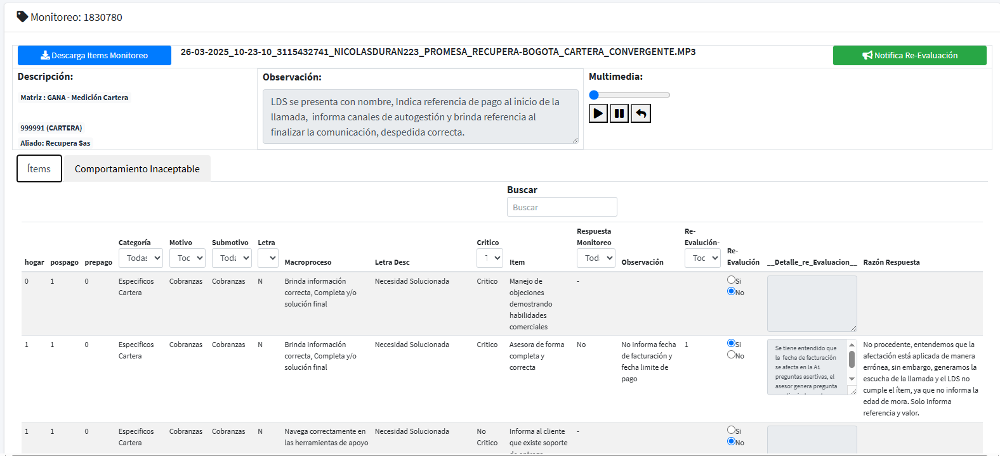 Monitoreo: 1830780
Descarga Items Monitoreo
26-03-2025_10-23-10_3115432741_NICOLASDURAN223_PROMESA_RECUPERA-BOGOTA_CARTERA_CONVERGENTE.MP3
Notifica Re-Evaluación
Descripción:
Matriz : GANA - Medición Cartera
999991 (CARTERA)
Aliado: Recupera Sas
Observación:
LDS se presenta con nombre, Indica referencia de pago al inicio de la
llamada, informa canales de autogestión y brinda referencia al
finalizar la comunicación, despedida correcta.
Multimedia:
Ítems
Comportamiento Inaceptable
Buscar
Buscar
hogar
pospago
prepago
Categoría
Todas
Motivo
Toc
Submotivo
Toda
Letra
Macroproceso
Letra Desc
Critico
T
Item
Respuesta
Monitoreo
Tod
Observación
Re-
Evalución-
Toc
Re-
Evalución
__Detalle_re_Evaluacion__
Razón Respuesta
0
1
0
Especificos
Cartera
Cobranzas
Cobranzas
N
Brinda información
correcta, Completa y/o
solución final
Necesidad Solucionada
Critico
Manejo de
objeciones
demostrando
habilidades
comerciales
-
Si
No
1
1
0
Especificos
Cartera
Cobranzas
Cobranzas
N
Brinda información
correcta, Completa y/o
solución final
Necesidad Solucionada
Critico
Asesora de forma
completa y
correcta
No
No informa fecha
de facturación y
fecha limite de
pago
1
Si
No
Se tiene entendido que
la fecha de facturación
se afecta en la A1
preguntas asertivas, el
asesor genera pregunta
No procedente, entendemos que la
afectación está aplicada de manera
errónea, sin embargo, generamos la
escucha de la llamada y el LDS no
cumple el ítem, ya que no informa la
edad de mora. Solo informa
referencia y valor.
1
1
0
Especificos
Cartera
Cobranzas
Cobranzas
N
Navega correctamente en
las herramientas de apoyo
Necesidad Solucionada
No
Critico
Informa al cliente
que existe soporte
-
Si
No